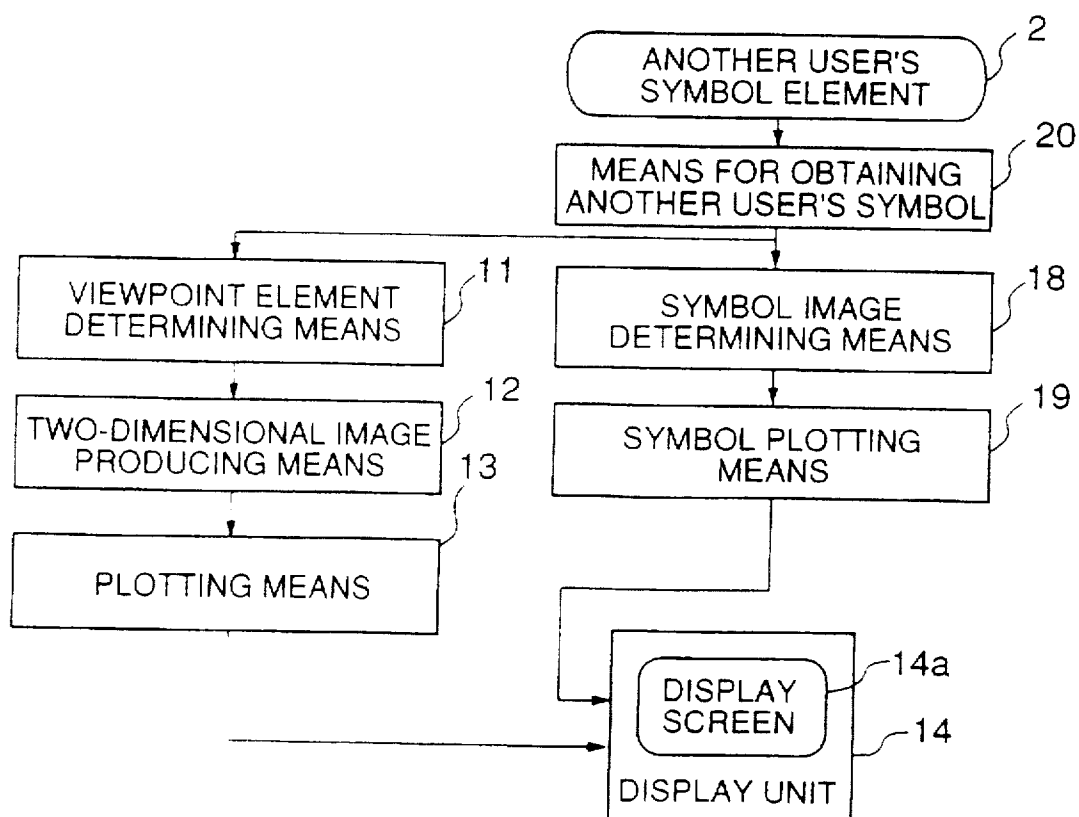 2
ANOTHER USER'S
SYMBOL ELEMENT
20
MEANS FOR OBTAINING
ANOTHER USER'S SYMBOL
11
VIEWPOINT ELEMENT
DETERMINING MEANS
18
SYMBOL IMAGE
DETERMINING MEANS
12
TWO-DIMENSIONAL IMAGE
PRODUCING MEANS
19
SYMBOL PLOTTING
MEANS
13
PLOTTING MEANS
14a
DISPLAY
SCREEN
14
DISPLAY UNIT